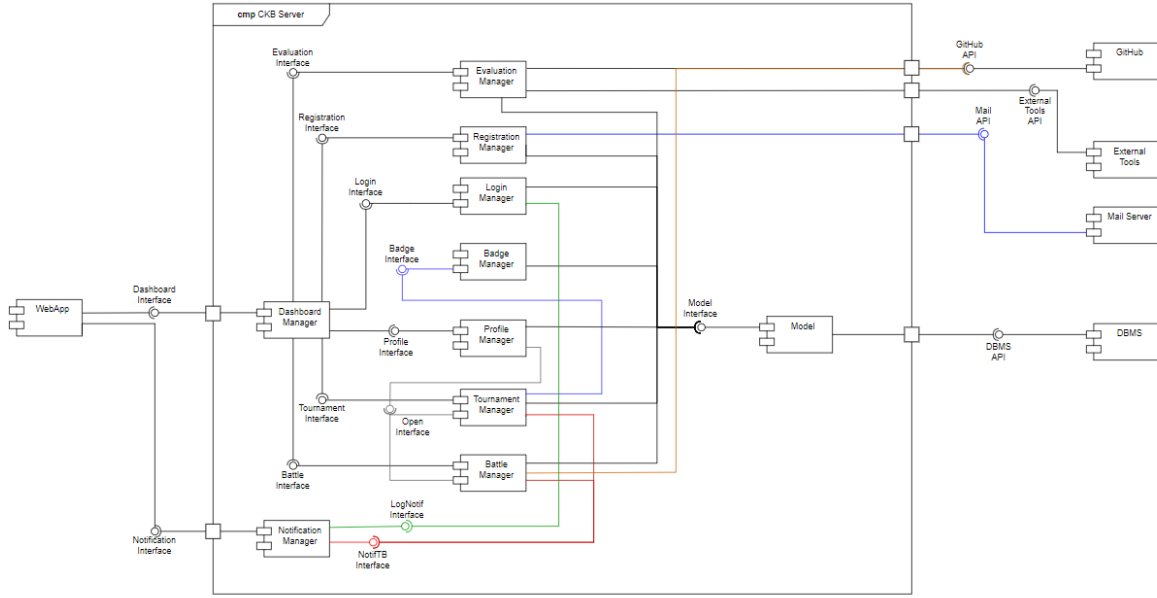 cmp CKB Server
Evaluation
Interface
Evaluation
Manager
GitHub
API
GitHub
External
Tools
API
Registration
Interface
Registration
Manager
Mail
API
External
Tools
Login
Interface
Login
Manager
Mail Server
Badge
Interface
Badge
Manager
Dashboard
Interface
WebApp
Dashboard
Manager
Profile
Interface
Profile
Manager
Model
Interface
Model
DBMS
API
DBMS
Tournament
Interface
Open
Interface
Tournament
Manager
Battle
Interface
Battle
Manager
LogNotif
Interface
Notification
Interface
Notification
Manager
NotifTB
Interface